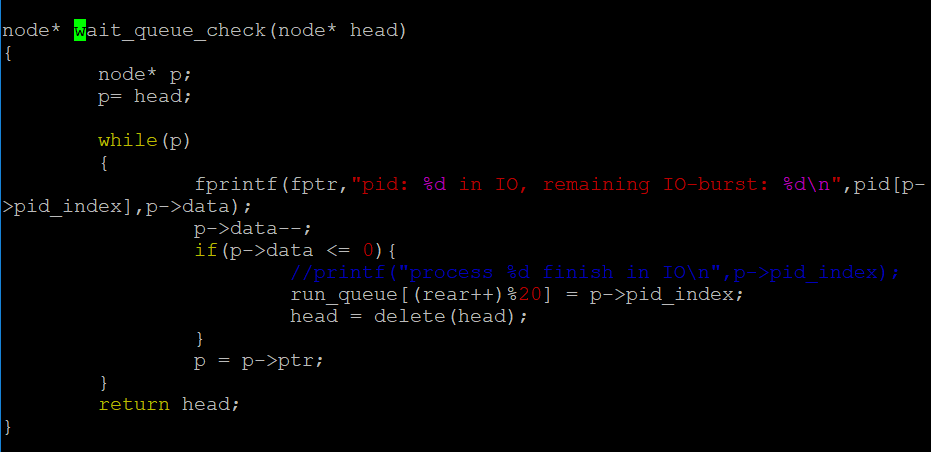 node* wait_queue_check(node* head)
{
        node* p;
        p= head;

        while(p)
        {
                fprintf(fptr,"pid: %d in IO, remaining IO-burst: %d\n",pid[p-
>pid_index],p->data);
                p->data--;
                if(p->data <= 0){
                        //printf("process %d finish in IO\n",p->pid_index);
                        run_queue[(rear++)%20] = p->pid_index;
                        head = delete(head);
                }
                p = p->ptr;
        }
        return head;
}